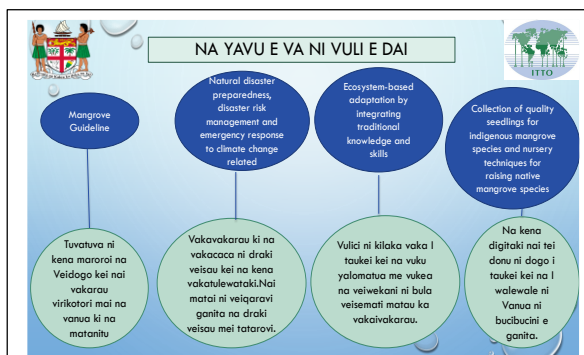 NA YAVU E VA NI VULI E DAI
ITTO
Mangrove
Guideline
Natural disaster
preparedness,
disaster risk
management and
emergency response
to climate change
related
Ecosystem-based
adaptation by
integrating
traditional
knowledge and
skills
Collection of quality
seedlings for
indigenous mangrove
species and nursery
techniques for
raising native
mangrove species
Tuvatuva ni
kena maroroi na
Veidogo kei nai
vakarau
virikotori mai na
vanua ki na
matanitu
Vakavakarau ki na
vakacaca ni draki
veisau kei na kena
vakatulewataki.Nai
matai ni veiqaravi
ganita na draki
veisau mei tatarovi.
Vulici ni kilaka vaka I
taukei kei na vuku
yalomatua me vukea
na veiwekani ni bula
veisemati matau ka
vakaivakarau.
Na kena
digitaki nai tei
donu ni dogo i
taukei kei na I
walewale ni
Vanua ni
bucibucini e
ganita.